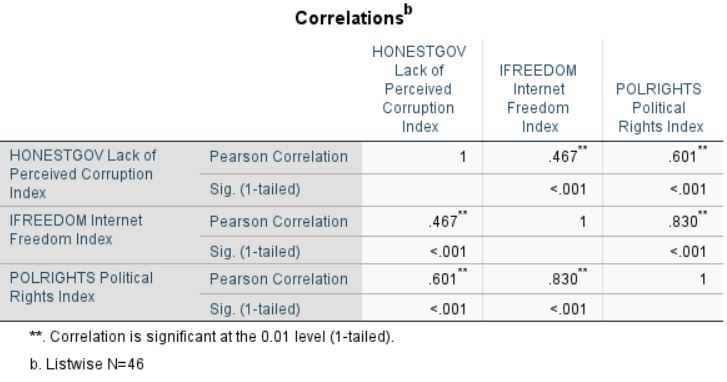 Correlationsb
HONESTGOV Lack of Perceived Corruption Index IFREEDOM Internet Freedom Index POLRIGHTS Political Rights Index
HONESTGOV Lack of Perceived Corruption Index Pearson Correlation 1 .467** .601**
Sig. (1-tailed) <.001 <.001
IFREEDOM Internet Freedom Index Pearson Correlation .467** 1 .830**
Sig. (1-tailed) <.001 <.001
POLRIGHTS Political Rights Index Pearson Correlation .601** .830** 1
Sig. (1-tailed) <.001 <.001
**. Correlation is significant at the 0.01 level (1-tailed).
b. Listwise N=46